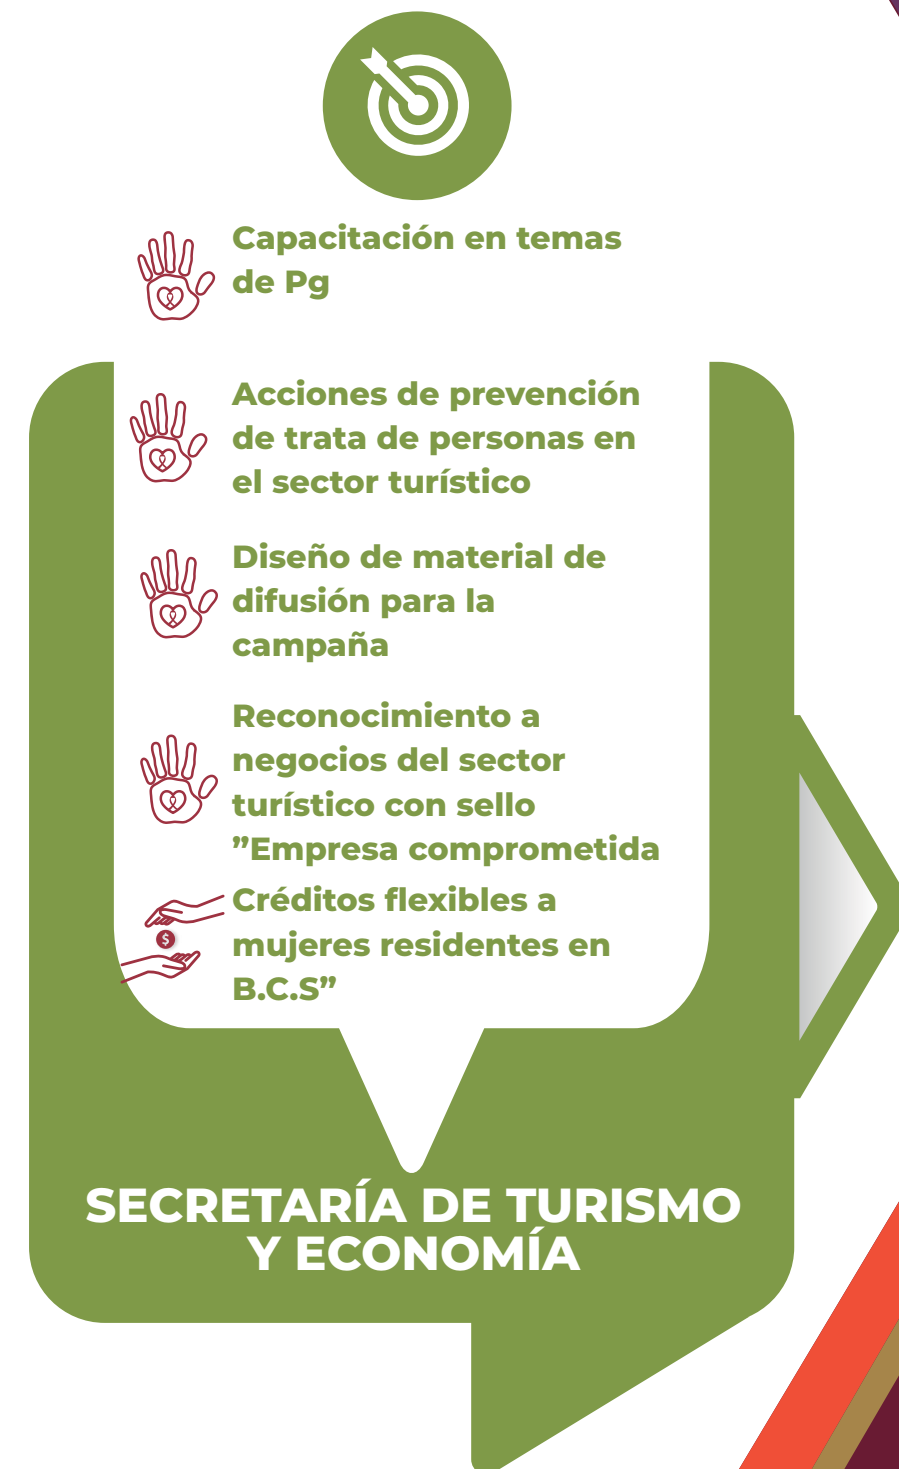 Capacitación en temas
de Pg
Acciones de prevención
de trata de personas en
el sector turístico
Diseño de material de
difusión para la
campaña
Reconocimiento a
negocios del sector
turístico con sello
”Empresa comprometida
Créditos flexibles a
mujeres residentes en
B.C.S”
$
SECRETARÍA DE TURISMO
Y ECONOMÍA